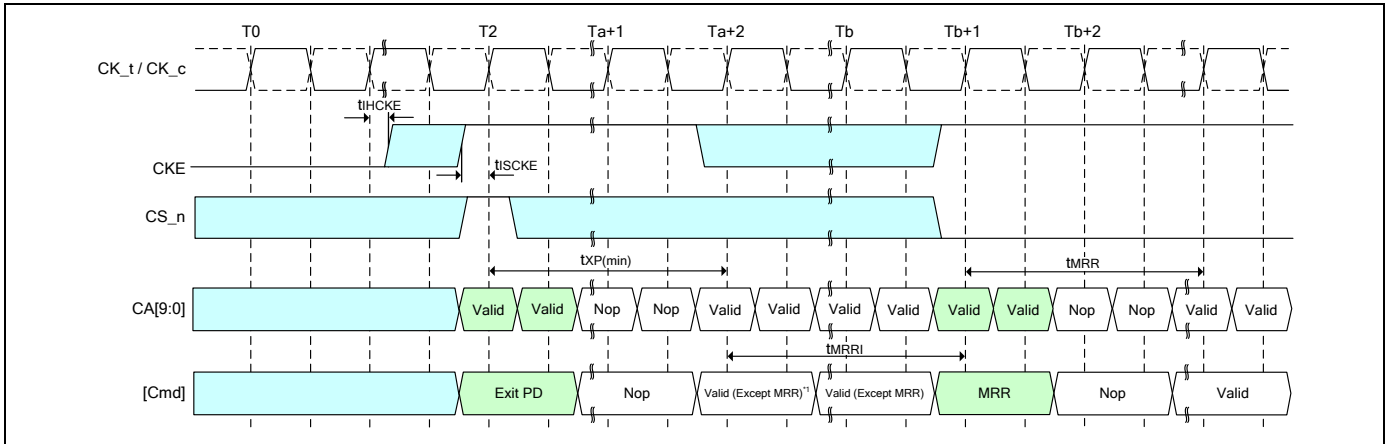 T0 T2 Ta+1 Ta+2 Tb Tb+1 Tb+2
CK_t / CK_c
tIHCKE
CKE
tISCKE
CS_n
tXP(min) tMRR
CA[9:0] Valid Valid Nop Nop Valid Valid Valid Valid Valid Valid Nop Nop Valid Valid
tMRRI
[Cmd] Exit PD Nop Valid (Except MRR)*1 Valid (Except MRR) MRR Nop Valid